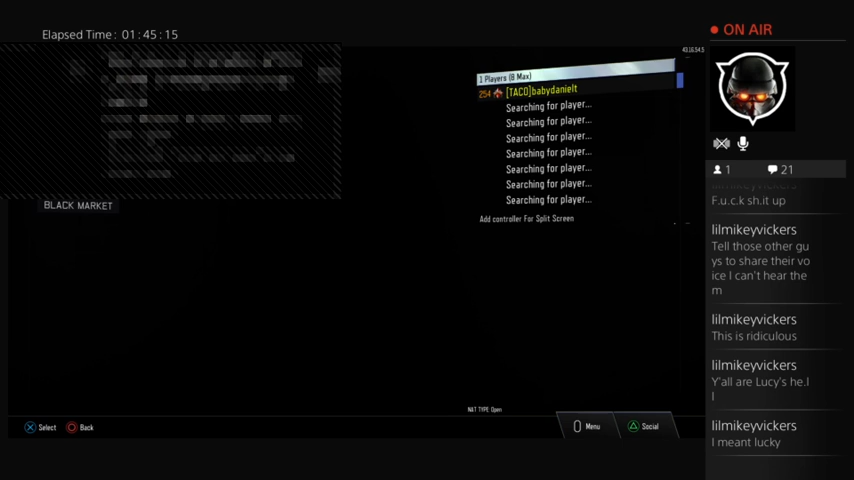 Elapsed Time : 01:45:15
BLACK MARKET
1 Players (8 Max)
254 [TACO]babydanielt
Searching for player...
Searching for player...
Searching for player...
Searching for player...
Searching for player...
Searching for player...
Searching for player...
Add controller For Split Screen
NAT TYPE Open
Select
Back
Menu
Social
ON AIR
1
21
lilmikeyvickers
F.u.c.k sh.it up
lilmikeyvickers
Tell those other gu
ys to share their vo
ice I can't hear the
m
lilmikeyvickers
This is ridiculous
lilmikeyvickers
Y'all are Lucy's he.l
l
lilmikeyvickers
I meant lucky